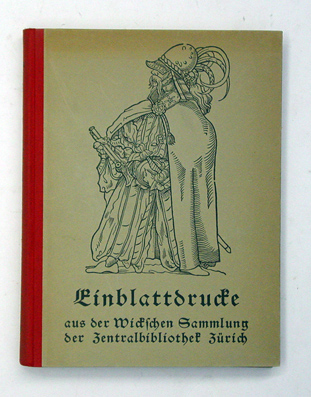 Einblattdrucke
aus der Wickschen Sammlung
der Zentralbibliothek Zürich